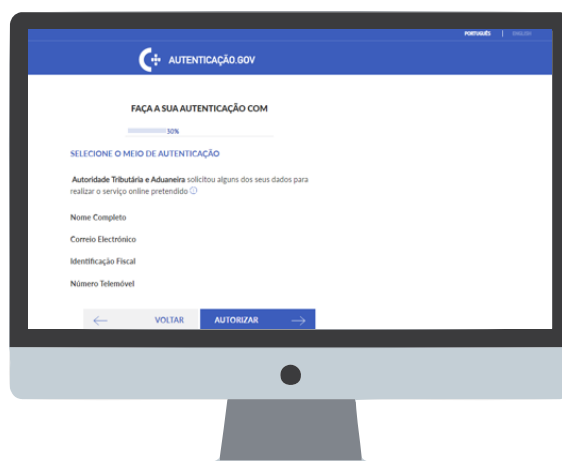 PORTUGUÊS | ENGLISH
AUTENTICAÇÃO.GOV
FAÇA A SUA AUTENTICAÇÃO COM
30%
SELECIONE O MEIO DE AUTENTICAÇÃO
Autoridade Tributária e Aduaneira solicitou alguns dos seus dados para
realizar o serviço online pretendido
Nome Completo
Correio Electrónico
Identificação Fiscal
Número Telemóvel
VOLTAR AUTORIZAR